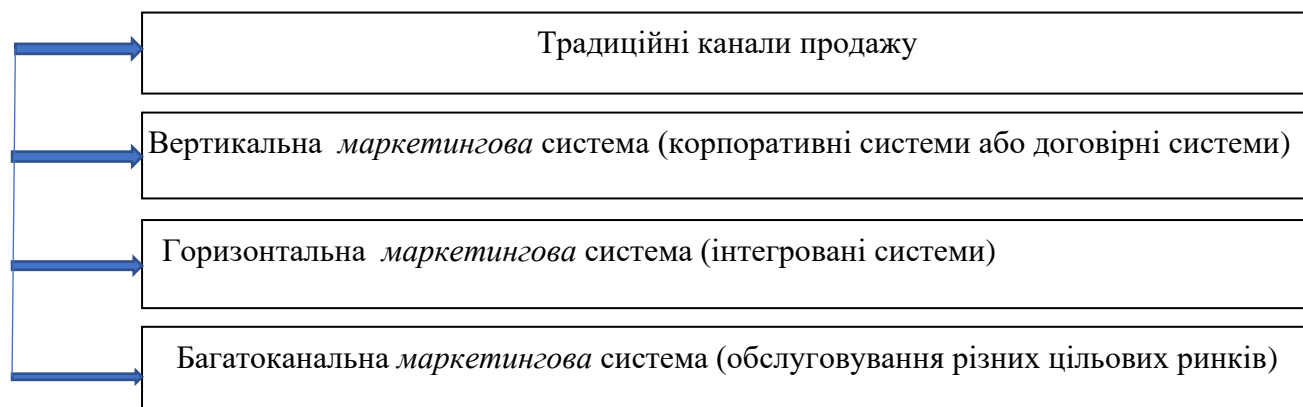 Традиційні канали продажу
Вертикальна маркетингова система (корпоративні системи або договірні системи)
Горизонтальна маркетингова система (інтегровані системи)
Багатоканальна маркетингова система (обслуговування різних цільових ринків)